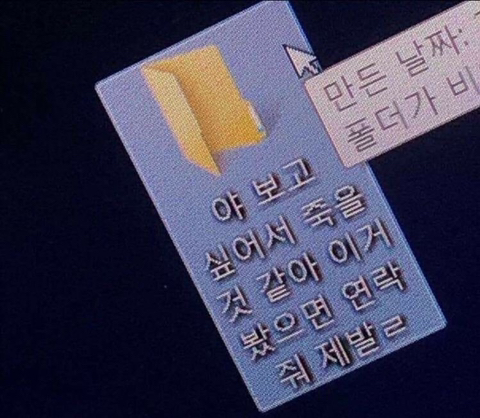 야 보고
싶어서 죽을
것 같아 이거
봤으면 연락
줘 제발ㄹ
만든 날짜:
폴더가 비